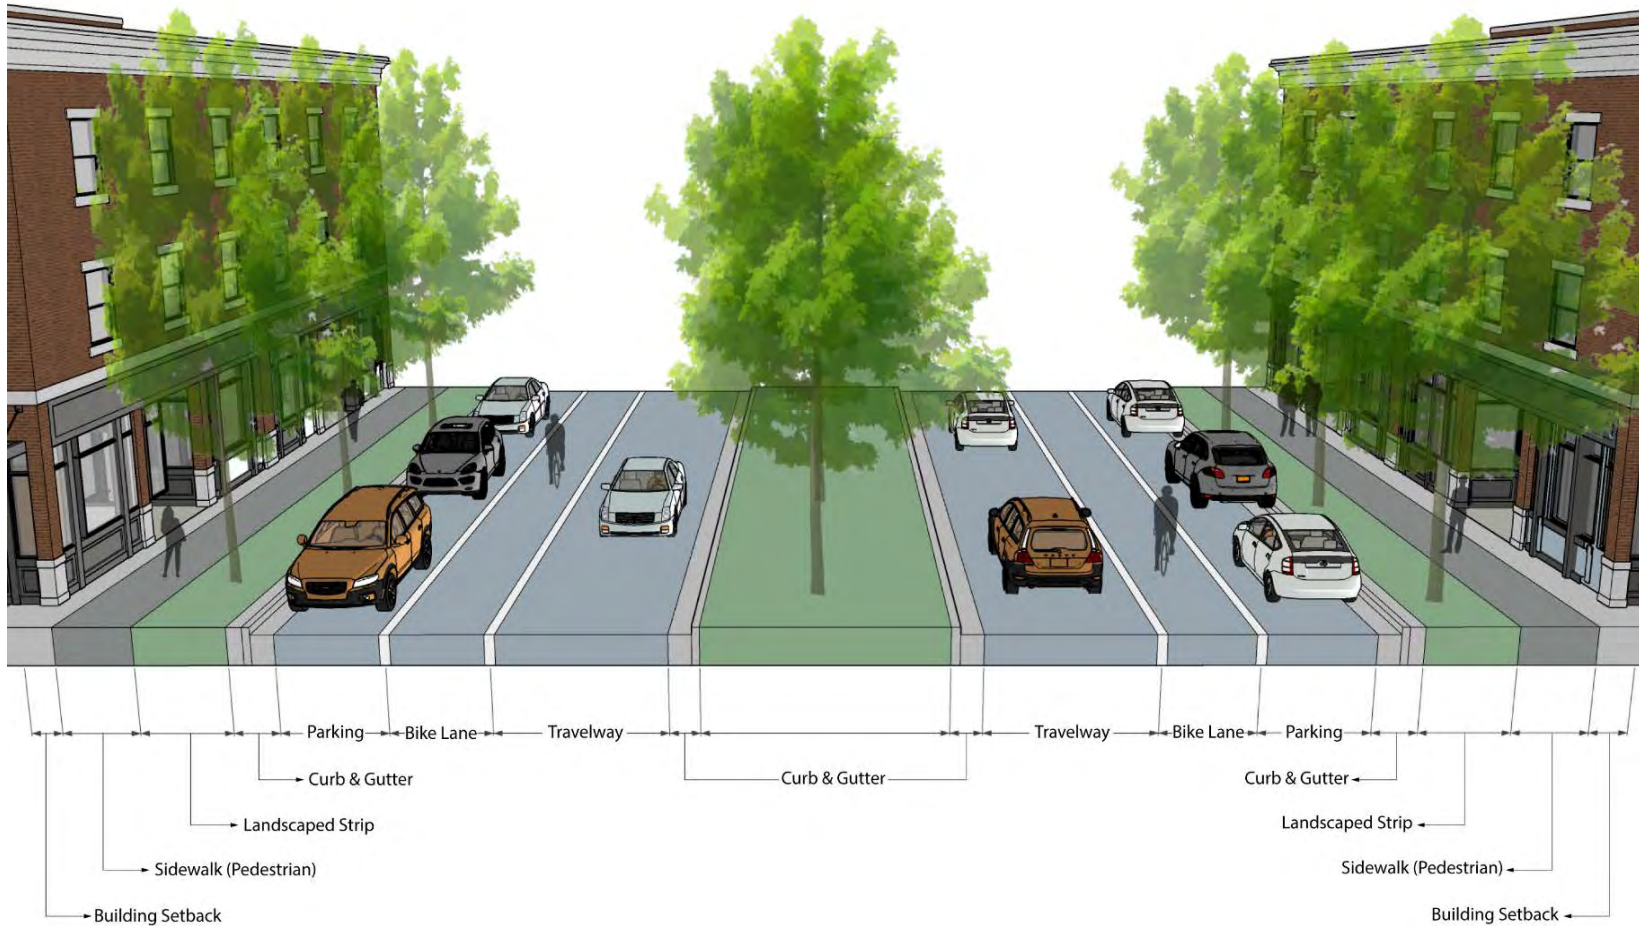 Parking Bike Lane Travelway Travelway Bike Lane Parking
Curb & Gutter Curb & Gutter Curb & Gutter
Landscaped Strip Landscaped Strip
Sidewalk (Pedestrian) Sidewalk (Pedestrian)
Building Setback Building Setback